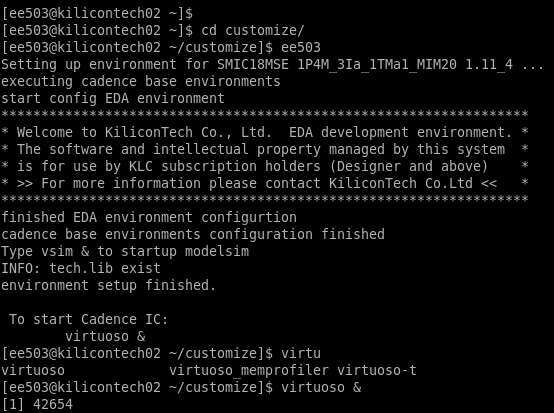 [ee503@kilicontech02 ~]$
[ee503@kilicontech02 ~]$ cd customize/
[ee503@kilicontech02 ~/customize]$ ee503
Setting up environment for SMIC18MSE 1P4M_3Ia_1TMa1_MIM20 1.11_4 ...
executing cadence base environments
start config EDA environment
*****************************************************************
* Welcome to KiliconTech Co., Ltd.  EDA development environment. *
* The software and intellectual property managed by this system  *
* is for use by KLC subscription holders (Designer and above)    *
* >> For more information please contact KiliconTech Co.Ltd <<   *
*****************************************************************
finished EDA environment configurtion
cadence base environments configuration finished
Type vsim & to startup modelsim
INFO: tech.lib exist
environment setup finished.
 To start Cadence IC:
        virtuoso &
[ee503@kilicontech02 ~/customize]$ virtu
virtuoso             virtuoso_memprofiler virtuoso-t
[ee503@kilicontech02 ~/customize]$ virtuoso &
[1] 42654